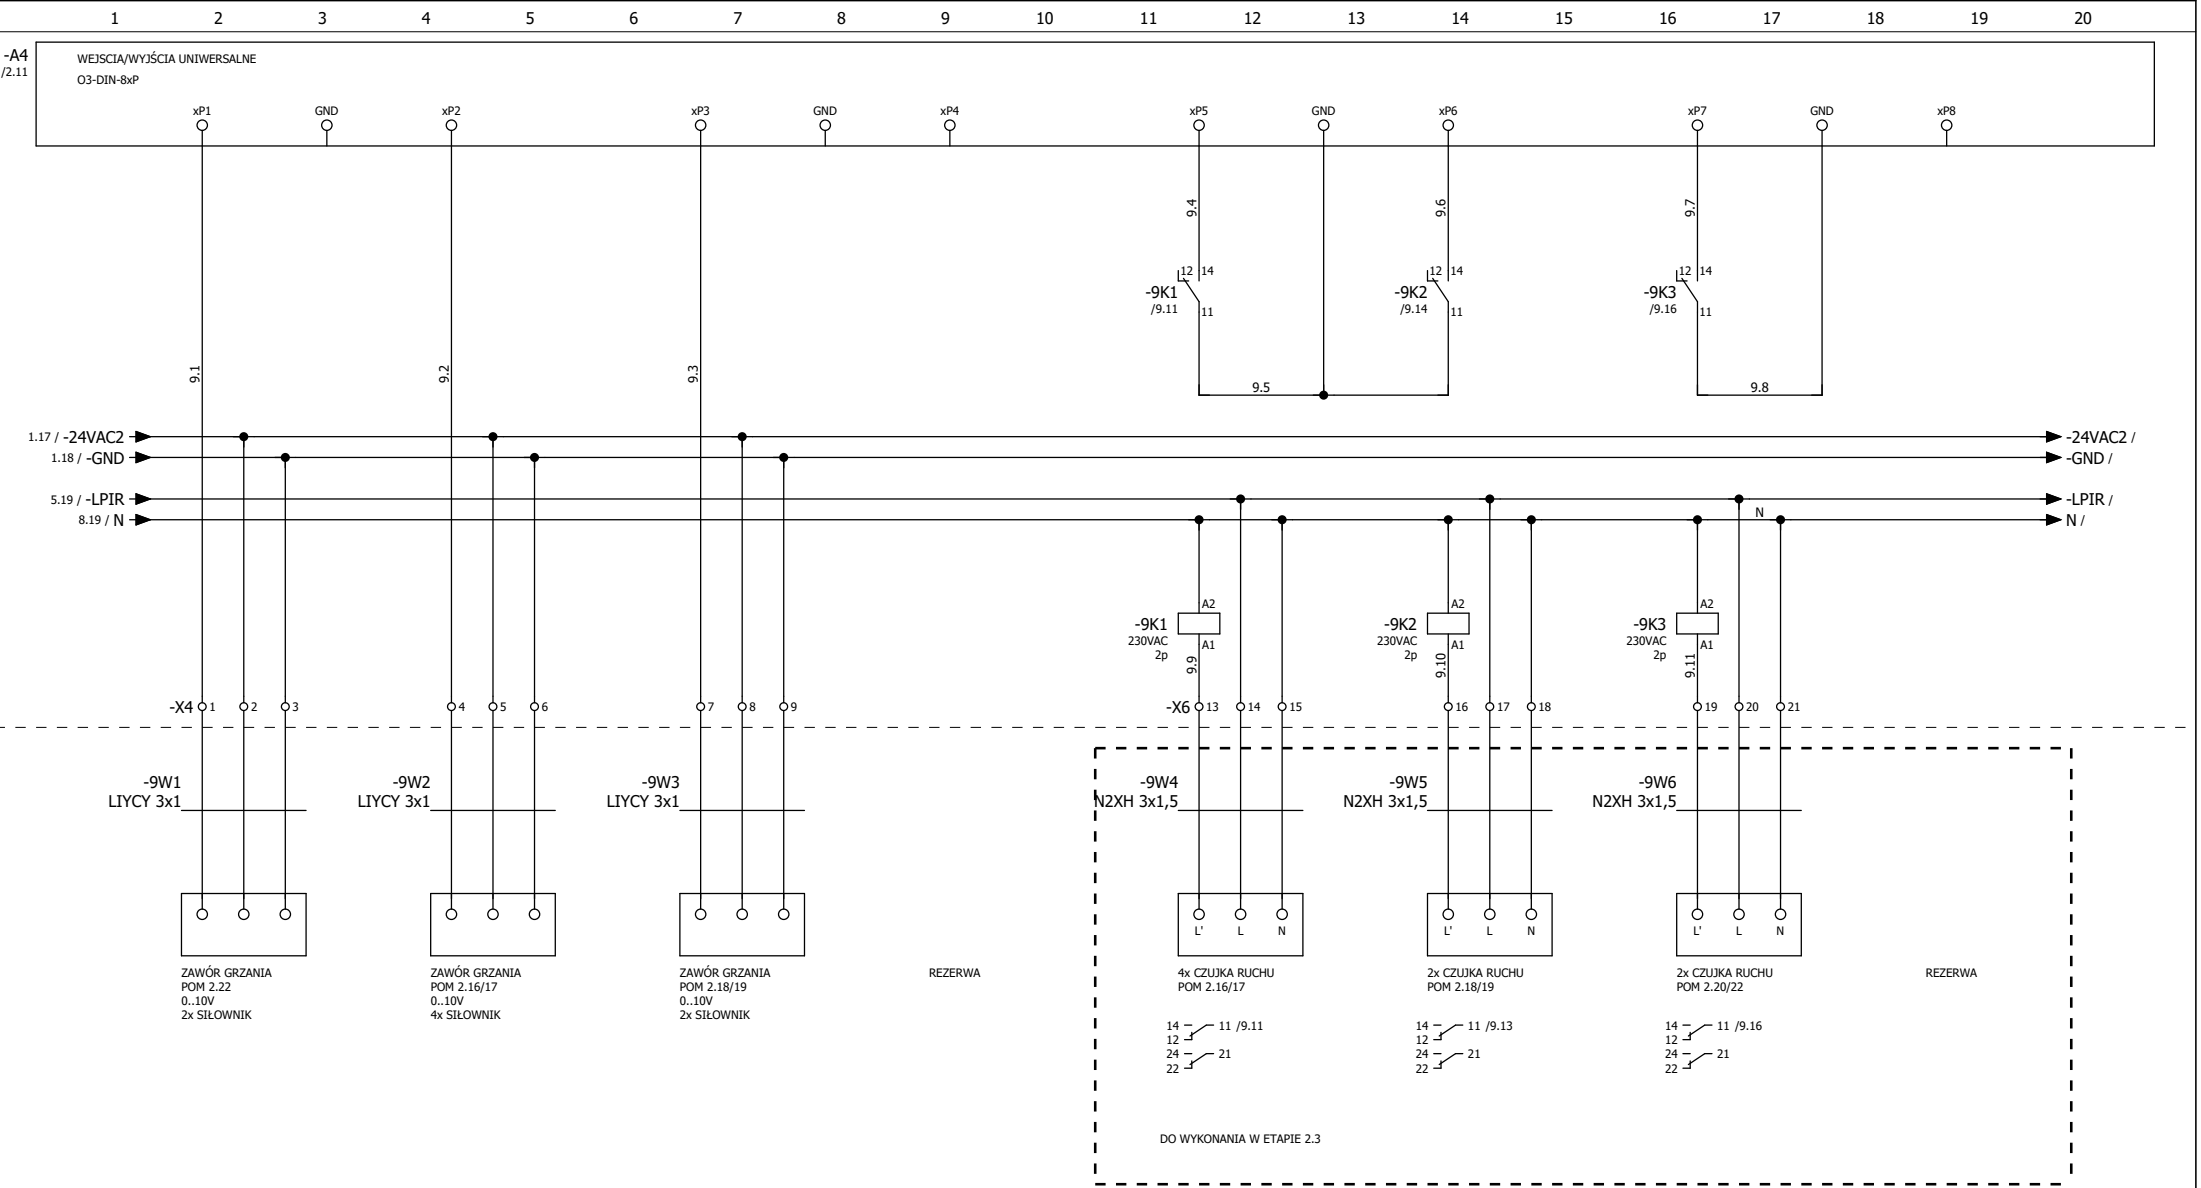 1 2 3 4 5 6 7 8 9 10 11 12 13 14 15 16 17 18 19 20
-A4
/2.11
WEJSCIA/WYJŚCIA UNIWERSALNE
O3-DIN-8xP
xP1 GND xP2 xP3 GND xP4 xP5 GND xP6 xP7 GND xP8
9.4 9.6 9.7
12 14 12 14 12 14
-9K1 -9K2 -9K3
/9.11 11 /9.14 11 /9.16 11
9.1 9.2 9.3
9.5 9.8
1.17 / -24VAC2 -24VAC2 /
1.18 / -GND -GND /
5.19 / -LPIR -LPIR /
N
8.19 / N N /
A2 A2 A2
-9K1 -9K2 -9K3
230VAC A1 230VAC A1 230VAC A1
2p 2p 2p
9.9 9.10 9.11
-X4 1 2 3 4 5 6 7 8 9 -X6 13 14 15 16 17 18 19 20 21
-9W1 -9W2 -9W3 -9W4 -9W5 -9W6
LIYCY 3x1 LIYCY 3x1 LIYCY 3x1 N2XH 3x1,5 N2XH 3x1,5 N2XH 3x1,5
L' L N L' L N L' L N
ZAWÓR GRZANIA
POM 2.22
0..10V
2x SIŁOWNIK
ZAWÓR GRZANIA
POM 2.16/17
0..10V
4x SIŁOWNIK
ZAWÓR GRZANIA
POM 2.18/19
0..10V
2x SIŁOWNIK
REZERWA
4x CZUJKA RUCHU
POM 2.16/17
2x CZUJKA RUCHU
POM 2.18/19
2x CZUJKA RUCHU
POM 2.20/22
REZERWA
14 11 /9.11
12
24 21
22
14 11 /9.13
12
24 21
22
14 11 /9.16
12
24 21
22
DO WYKONANIA W ETAPIE 2.3